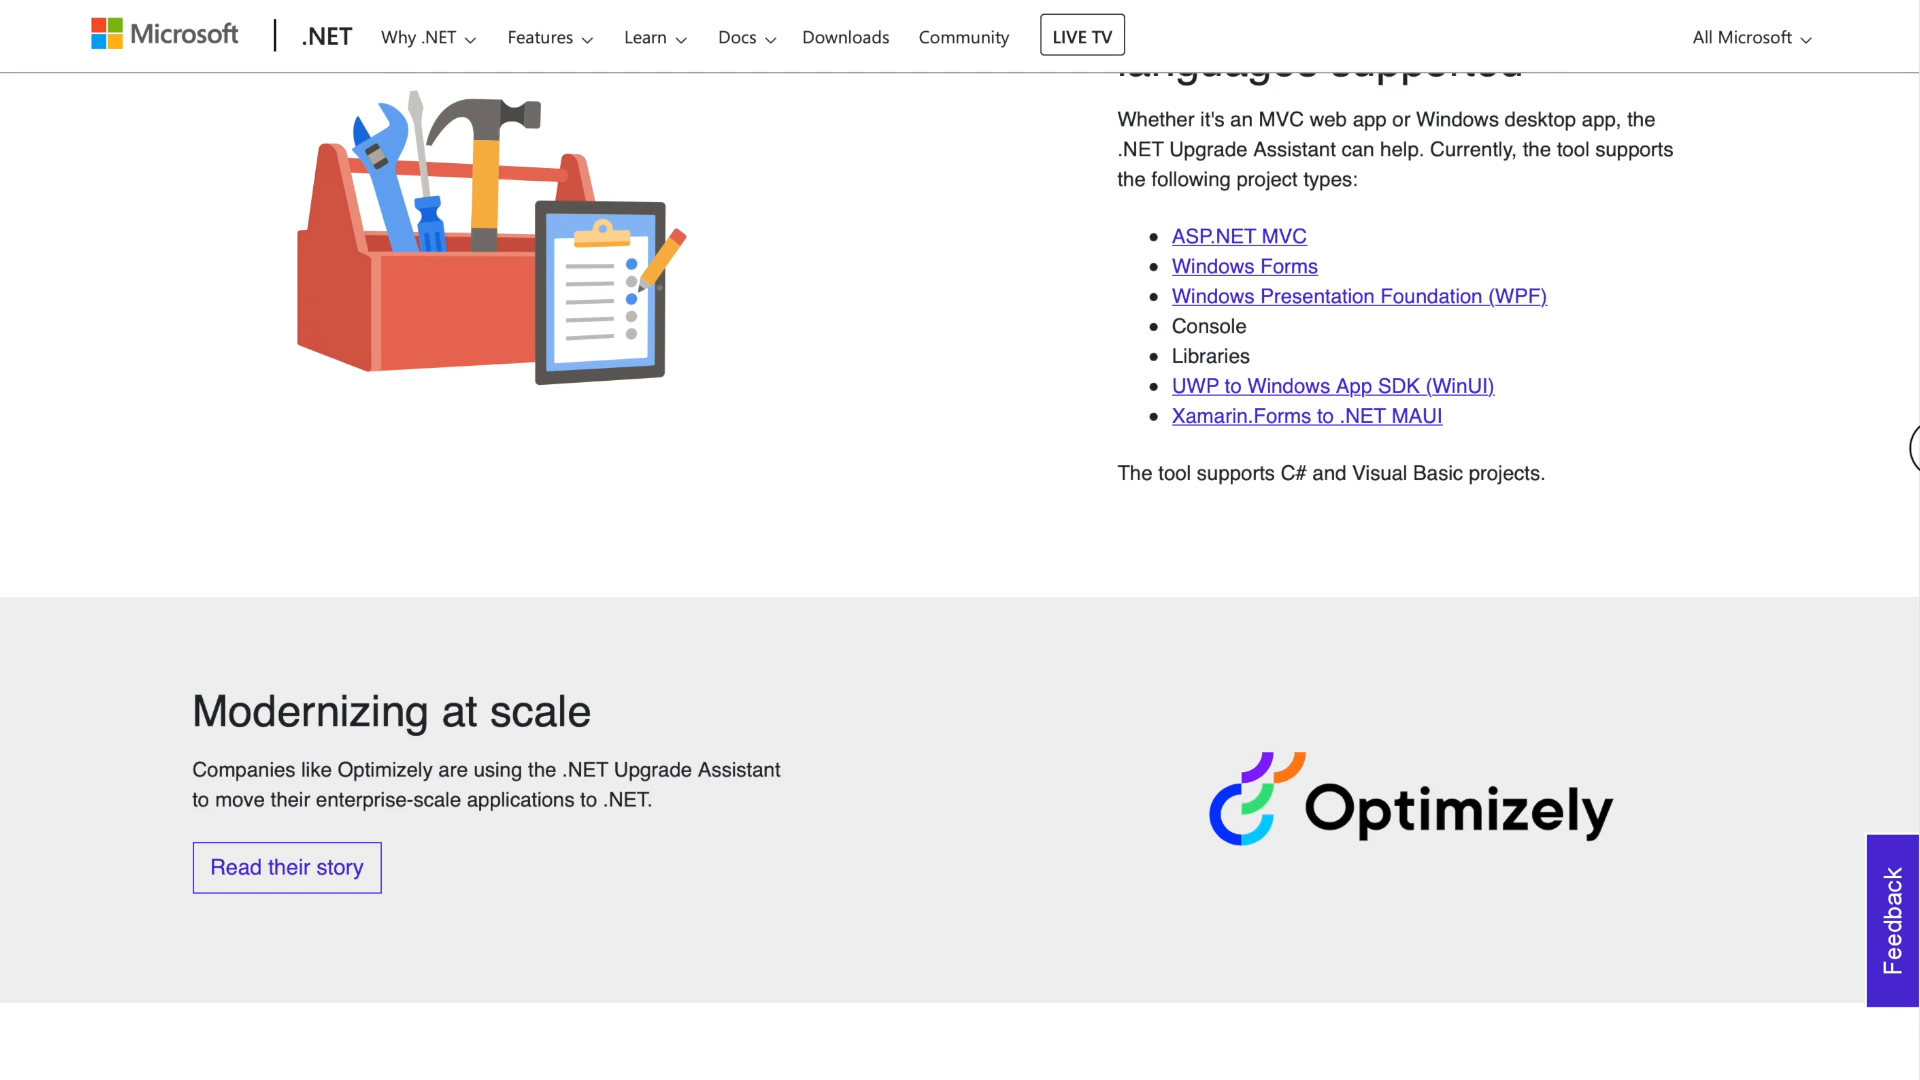 Microsoft
.NET
Why .NET
Features
Learn
Docs
Downloads
Community
LIVE TV
All Microsoft
languages supported
Whether it's an MVC web app or Windows desktop app, the
.NET Upgrade Assistant can help. Currently, the tool supports
the following project types:
ASP.NET MVC
Windows Forms
Windows Presentation Foundation (WPF)
Console
Libraries
UWP to Windows App SDK (WinUI)
Xamarin.Forms to .NET MAUI
The tool supports C# and Visual Basic projects.
Modernizing at scale
Companies like Optimizely are using the .NET Upgrade Assistant
to move their enterprise-scale applications to .NET.
Read their story
Optimizely
Feedback